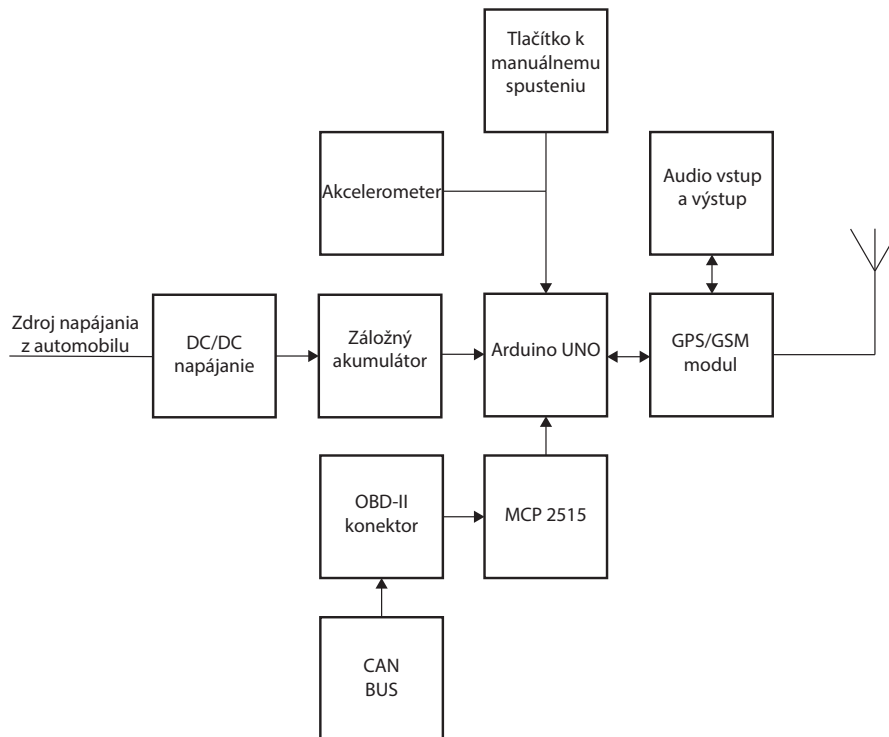 Tlačítko k
manuálnemu
spusteniu
Akcelerometer
Audio vstup
a výstup
Zdroj napájania
z automobilu
DC/DC
napájanie
Záložný
akumulátor
Arduino UNO
GPS/GSM
modul
OBD-II
konektor
MCP 2515
CAN
BUS